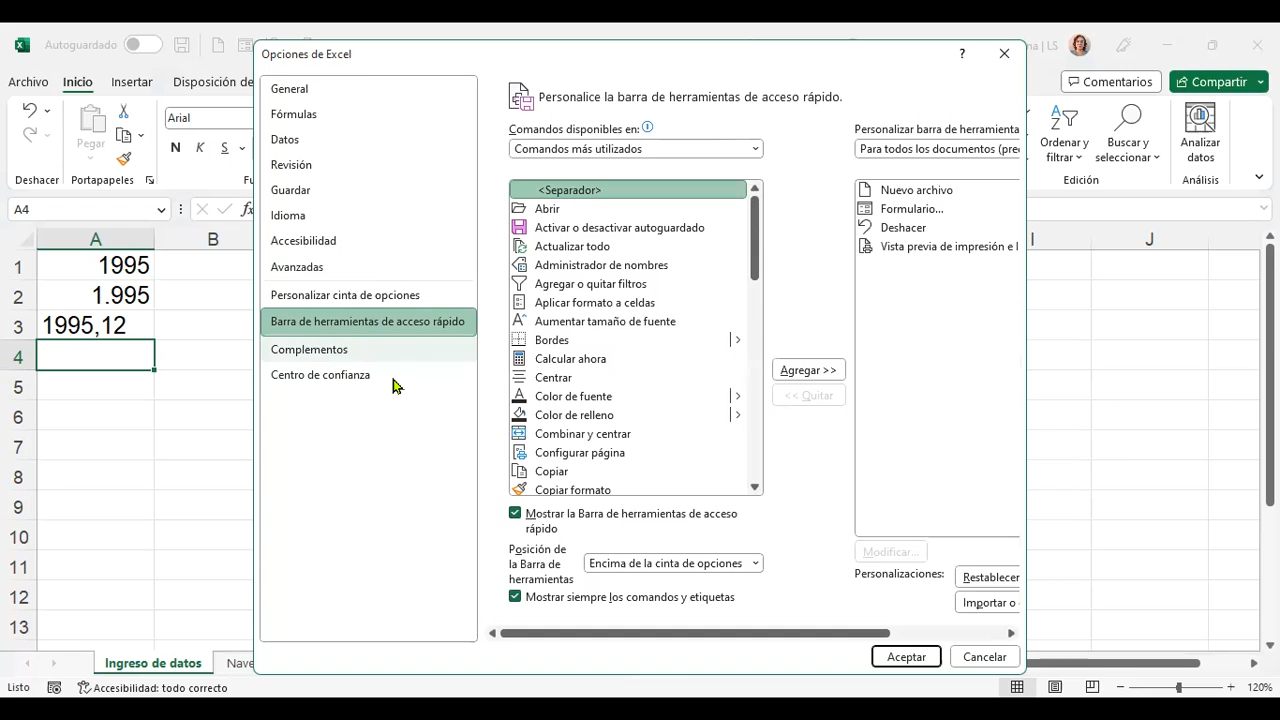 Autoguardado
Opciones de Excel
?
a | LS
Archivo
Inicio
Insertar
Disposición d
Comentarios
Compartir
Pegar
Arial
N K S
Deshacer
Portapapeles
Fu
Ordenar y
filtrar
Buscar y
seleccionar
Analizar
datos
Edición
Análisis
A4
fx
A
B
I
J
1
1995
2
1.995
3
1995,12
4
5
6
7
8
9
10
11
12
13
General
Fórmulas
Datos
Revisión
Guardar
Idioma
Accesibilidad
Avanzadas
Personalizar cinta de opciones
Barra de herramientas de acceso rápido
Complementos
Centro de confianza
Personalice la barra de herramientas de acceso rápido.
Comandos disponibles en:
Comandos más utilizados
<Separador>
Abrir
Activar o desactivar autoguardado
Actualizar todo
Administrador de nombres
Agregar o quitar filtros
Aplicar formato a celdas
Aumentar tamaño de fuente
Bordes
Calcular ahora
Centrar
Color de fuente
Color de relleno
Combinar y centrar
Configurar página
Copiar
Copiar formato
Agregar >>
<< Quitar
Personalizar barra de herramienta
Para todos los documentos (prec
Nuevo archivo
Formulario...
Deshacer
Vista previa de impresión e I
Modificar...
Mostrar la Barra de herramientas de acceso
rápido
Posición de
la Barra de
herramientas
Encima de la cinta de opciones
Mostrar siempre los comandos y etiquetas
Personalizaciones:
Restablecer
Importar o
Aceptar
Cancelar
Ingreso de datos
Nave
Listo
Accesibilidad: todo correcto
120%